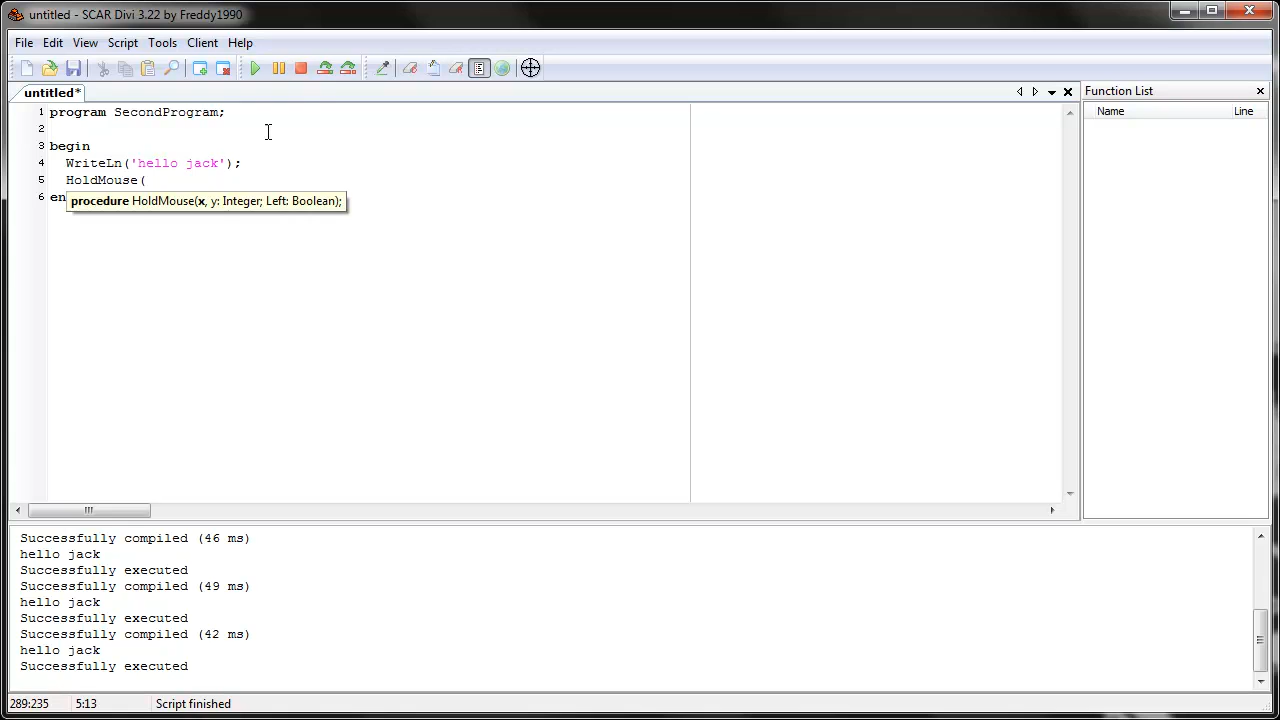 untitled - SCAR Divi 3.22 by Freddy1990
File Edit View Script Tools Client Help
untitled*
Function List
1 program SecondProgram;
Name Line
2
3 begin
4 WriteLn('hello jack');
5 HoldMouse(
6 en
procedure HoldMouse(x, y: Integer; Left: Boolean);
Successfully compiled (46 ms)
hello jack
Successfully executed
Successfully compiled (49 ms)
hello jack
Successfully executed
Successfully compiled (42 ms)
hello jack
Successfully executed
289:235 5:13 Script finished